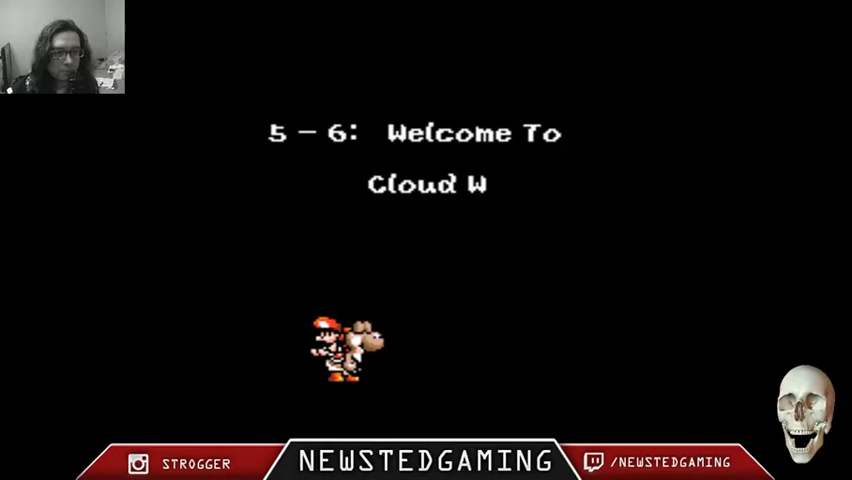 5 - 6: Welcome To
Cloud W
STROGGER
NEWSTEDGAMING
/NEWSTEDGAMING